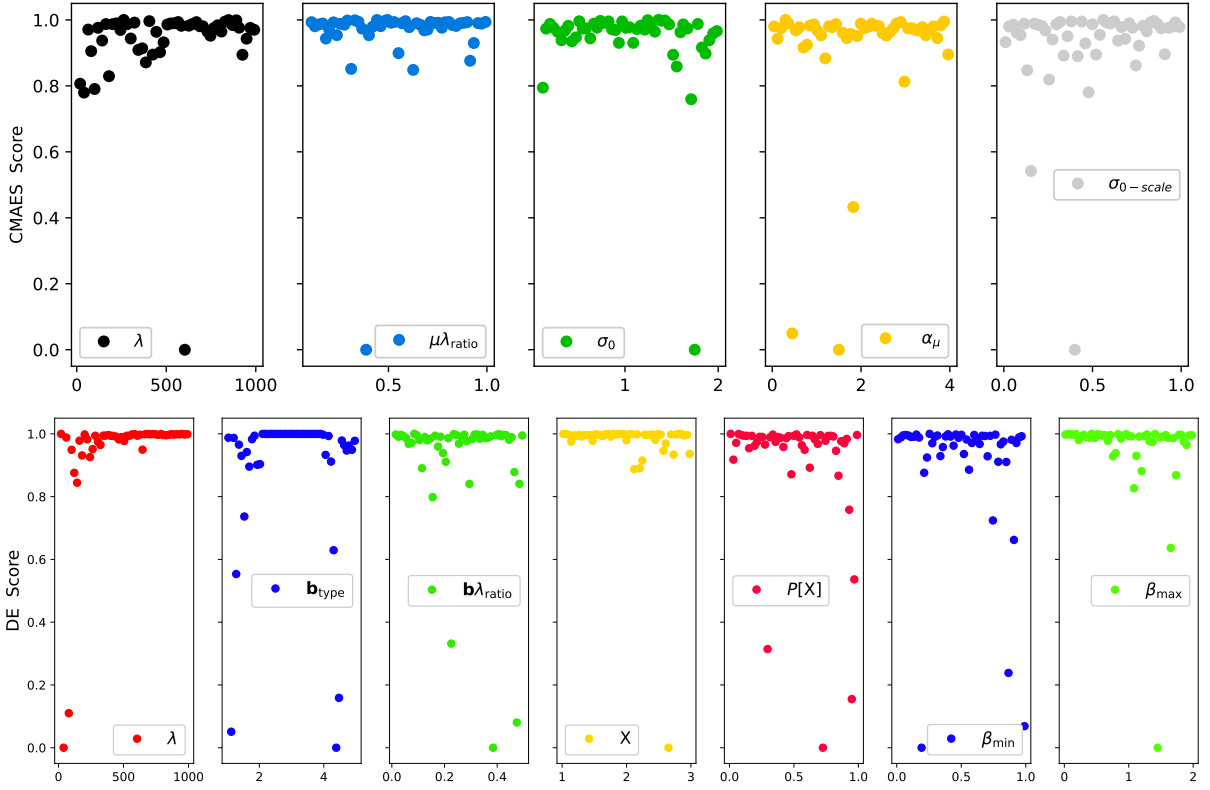 CMAES Score
1.0
0.8
0.6
0.4
0.2
0.0
λ
0 500 1000
μλratio
0.5 1.0
σ0
1 2
αμ
0 2 4
σ0−scale
0.0 0.5 1.0
DE Score
1.0
0.8
0.6
0.4
0.2
0.0
λ
0 500 1000
btype
2 4
bλratio
0.0 0.2 0.4
X
1 2 3
P[X]
0.0 0.5 1.0
βmin
0.0 0.5 1.0
βmax
0 1 2